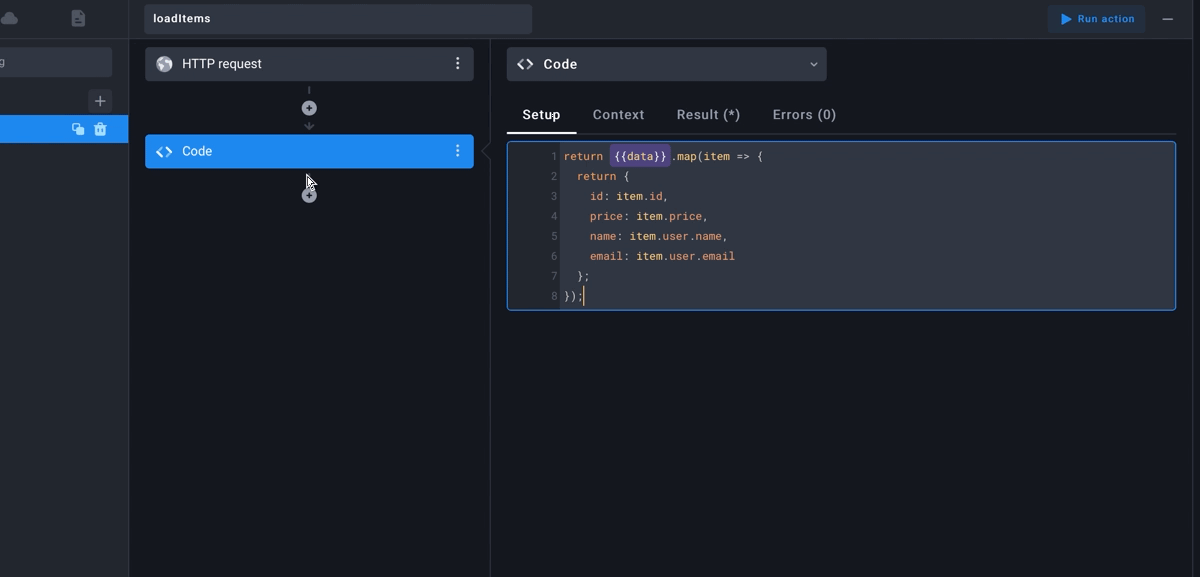 loadItems
Run action
g
HTTP request
Code
Code
Setup
Context
Result (*)
Errors (0)
1 return {{data}}.map(item => {
2   return {
3     id: item.id,
4     price: item.price,
5     name: item.user.name,
6     email: item.user.email
7   };
8 });